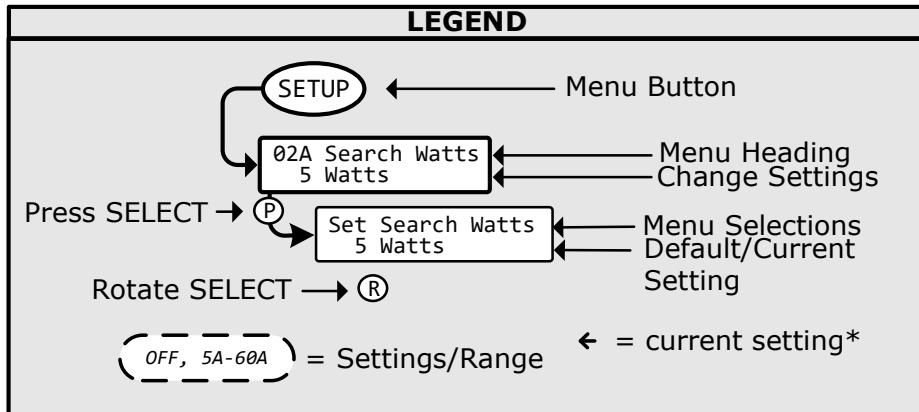 LEGEND
SETUP
Menu Button
02A Search Watts
5 Watts
Menu Heading
Change Settings
Press SELECT → P
Set Search Watts
5 Watts
Menu Selections
Default/Current
Setting
Rotate SELECT → R
OFF, 5A-60A = Settings/Range
← = current setting*